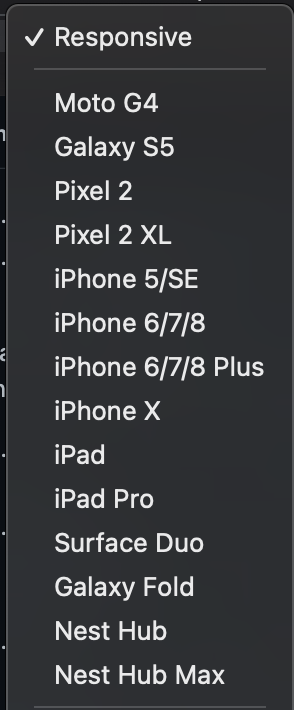 ✓ Responsive
Moto G4
Galaxy S5
Pixel 2
Pixel 2 XL
iPhone 5/SE
iPhone 6/7/8
iPhone 6/7/8 Plus
iPhone X
iPad
iPad Pro
Surface Duo
Galaxy Fold
Nest Hub
Nest Hub Max